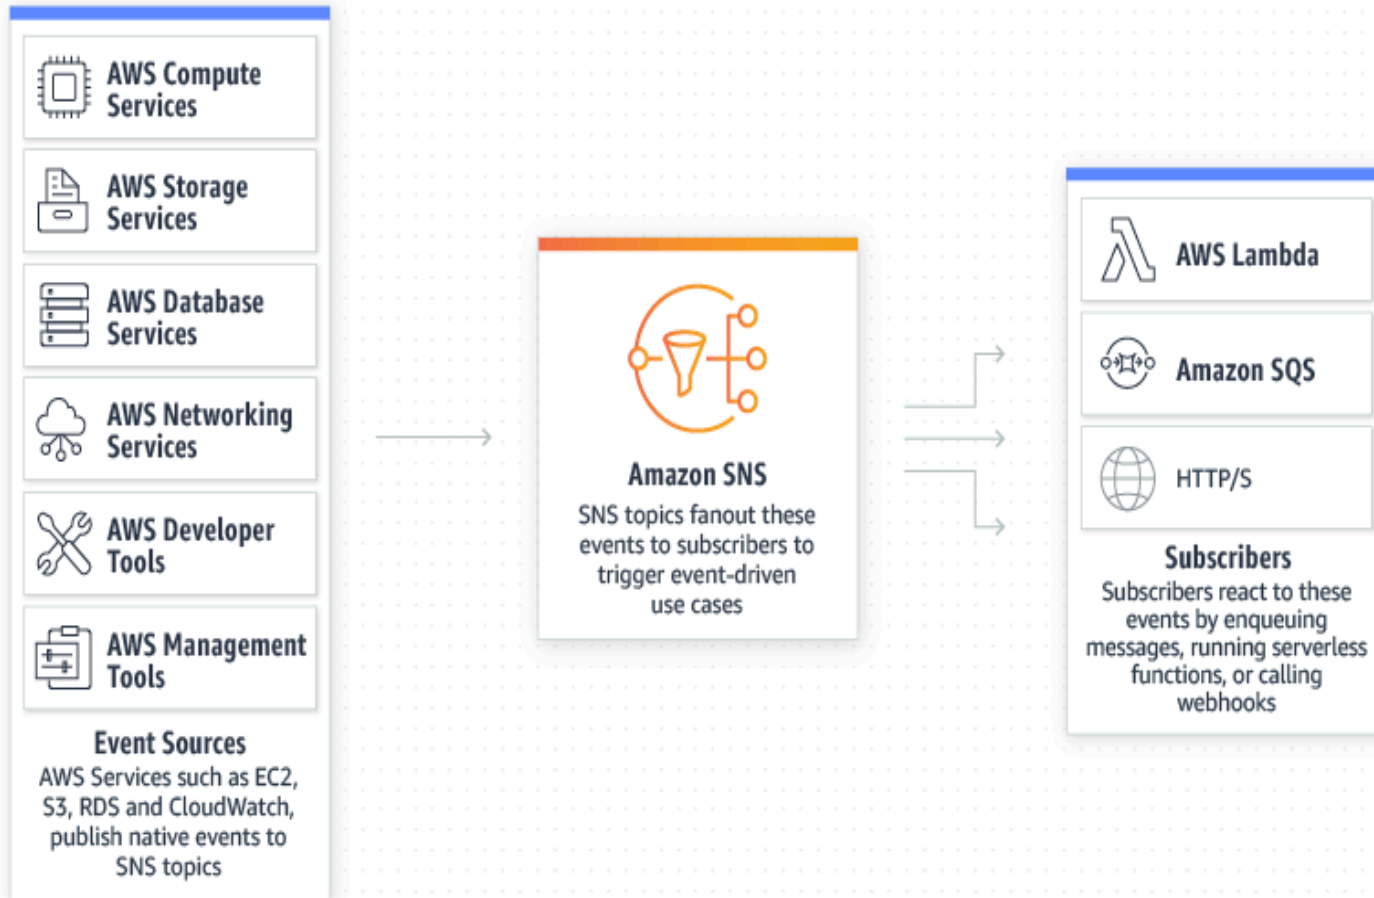 AWS Compute
Services
AWS Storage
Services
AWS Database
Services
AWS Networking
Services
AWS Developer
Tools
AWS Management
Tools
Event Sources
AWS Services such as EC2,
S3, RDS and CloudWatch,
publish native events to
SNS topics
Amazon SNS
SNS topics fanout these
events to subscribers to
trigger event-driven
use cases
AWS Lambda
Amazon SQS
HTTP/S
Subscribers
Subscribers react to these
events by enqueuing
messages, running serverless
functions, or calling
webhooks